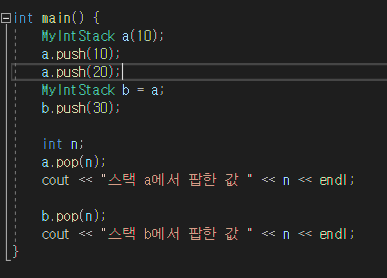 int main() {
MyIntStack a(10);
a.push(10);
a.push(20);
MyIntStack b = a;
b.push(30);
int n;
a.pop(n);
cout << "스택 a에서 팝한 값 " << n << endl;
b.pop(n);
cout << "스택 b에서 팝한 값 " << n << endl;
}